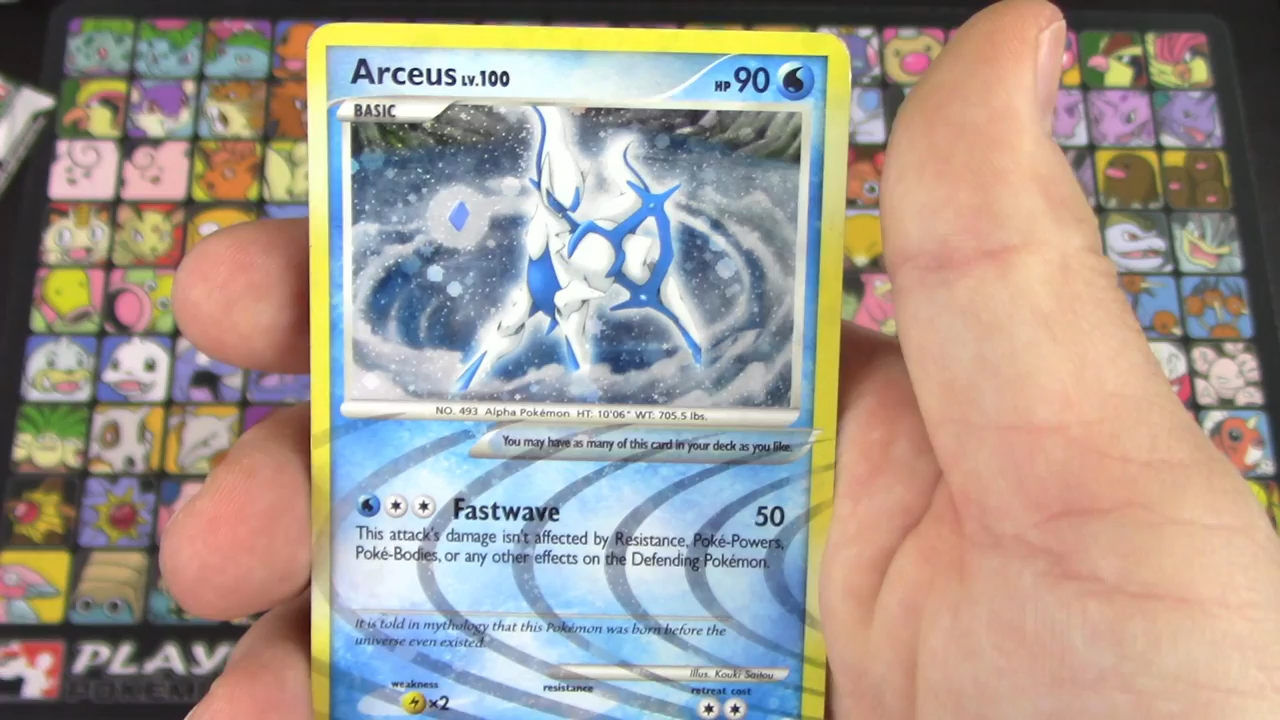 Arceus LV.100
HP 90
BASIC
NO. 493 Alpha Pokémon HT: 10'06" WT: 705.5 lbs.
You may have as many of this card in your deck as you like.
Fastwave 50
This attack's damage isn't affected by Resistance, Poké-Powers,
Poké-Bodies, or any other effects on the Defending Pokémon.
It is told in mythology that this Pokémon was born before the
universe even existed.
Illus. Kouki Saitou
weakness resistance retreat cost
×2
PLAY
POKÉM